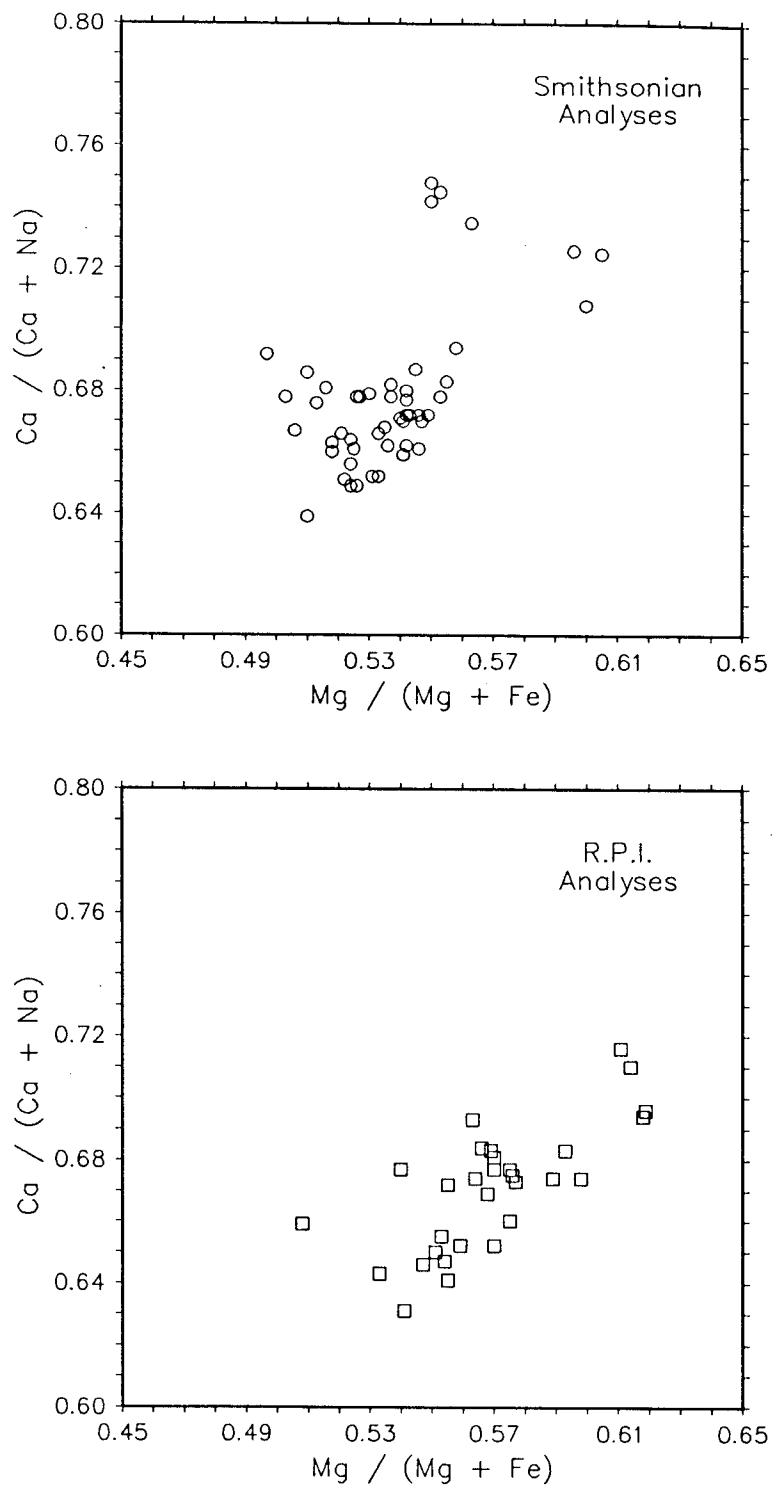 Smithsonian
Analyses
Ca / (Ca + Na)
0.80
0.76
0.72
0.68
0.64
0.60
0.45 0.49 0.53 0.57 0.61 0.65
Mg / (Mg + Fe)
R.P.I.
Analyses
Ca / (Ca + Na)
0.80
0.76
0.72
0.68
0.64
0.60
0.45 0.49 0.53 0.57 0.61 0.65
Mg / (Mg + Fe)